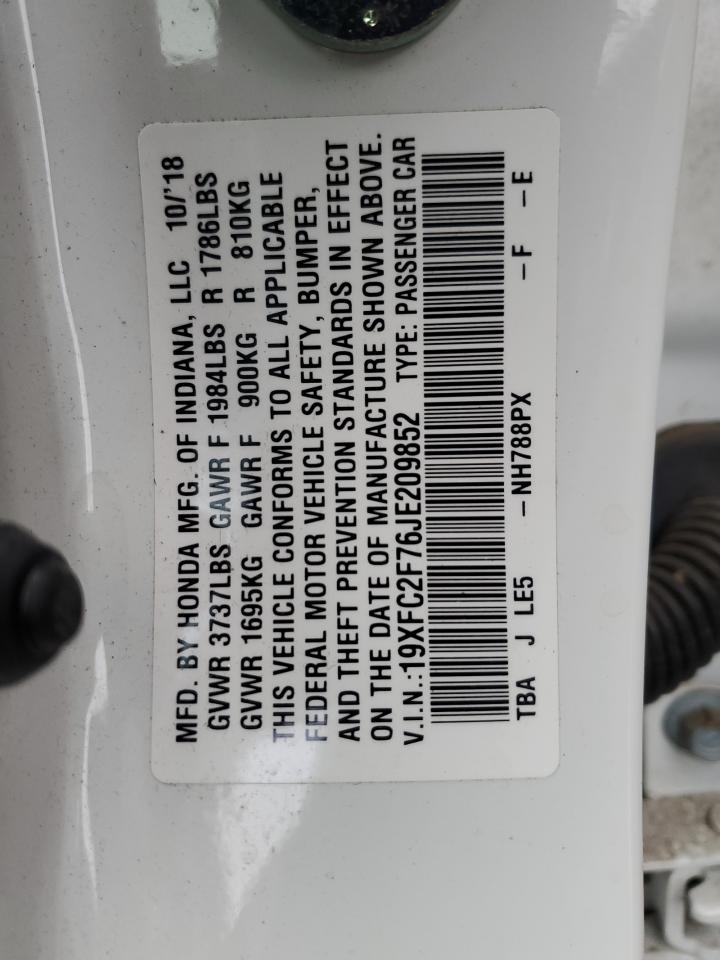 MFD. BY HONDA MFG. OF INDIANA, LLC 10/'18
GVWR 3737LBS GAWR F 1984LBS R 1786LBS
GVWR 1695KG GAWR F 900KG R 810KG
THIS VEHICLE CONFORMS TO ALL APPLICABLE
FEDERAL MOTOR VEHICLE SAFETY, BUMPER,
AND THEFT PREVENTION STANDARDS IN EFFECT
ON THE DATE OF MANUFACTURE SHOWN ABOVE.
V.I.N.:19XFC2F76JE209852 TYPE: PASSENGER CAR
TBA J LE5 –NH788PX –F –E